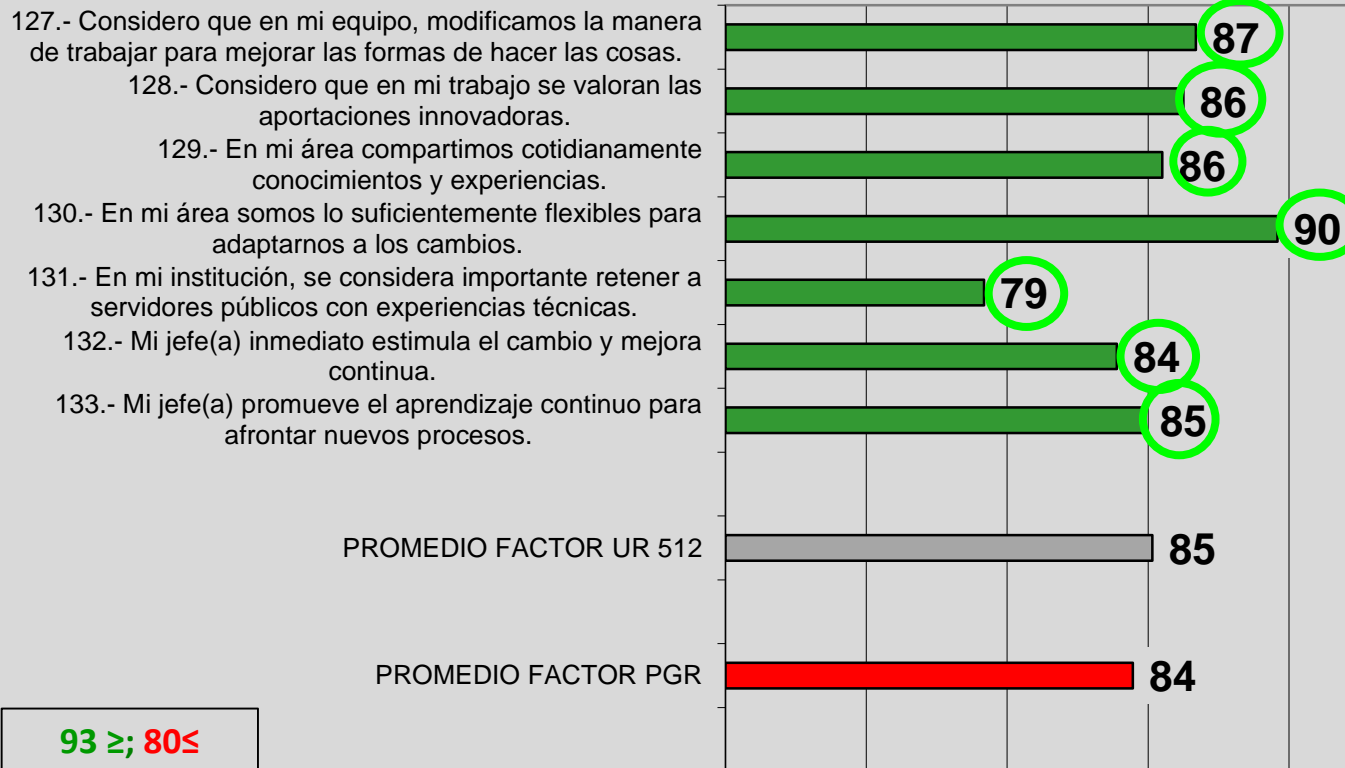 127.- Considero que en mi equipo, modificamos la manera
de trabajar para mejorar las formas de hacer las cosas.
87
128.- Considero que en mi trabajo se valoran las
aportaciones innovadoras.
86
129.- En mi área compartimos cotidianamente
conocimientos y experiencias.
86
130.- En mi área somos lo suficientemente flexibles para
adaptarnos a los cambios.
90
131.- En mi institución, se considera importante retener a
servidores públicos con experiencias técnicas.
79
132.- Mi jefe(a) inmediato estimula el cambio y mejora
continua.
84
133.- Mi jefe(a) promueve el aprendizaje continuo para
afrontar nuevos procesos.
85
PROMEDIO FACTOR UR 512
85
PROMEDIO FACTOR PGR
84
93 ≥; 80≤